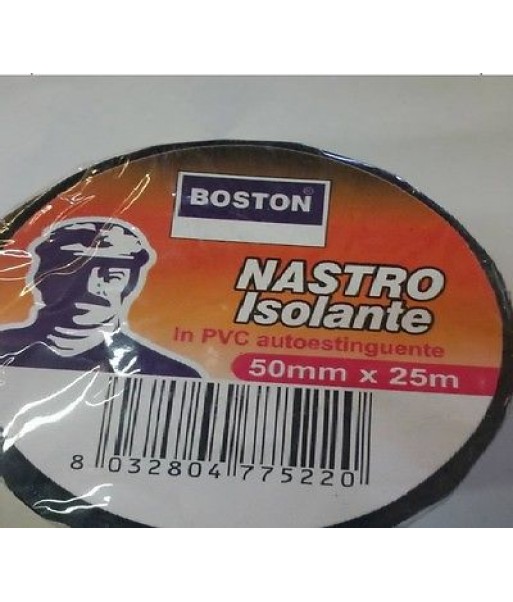 BOSTON®
NASTRO
Isolante
In PVC autoestinguente
50mm x 25m
8 032804 775220